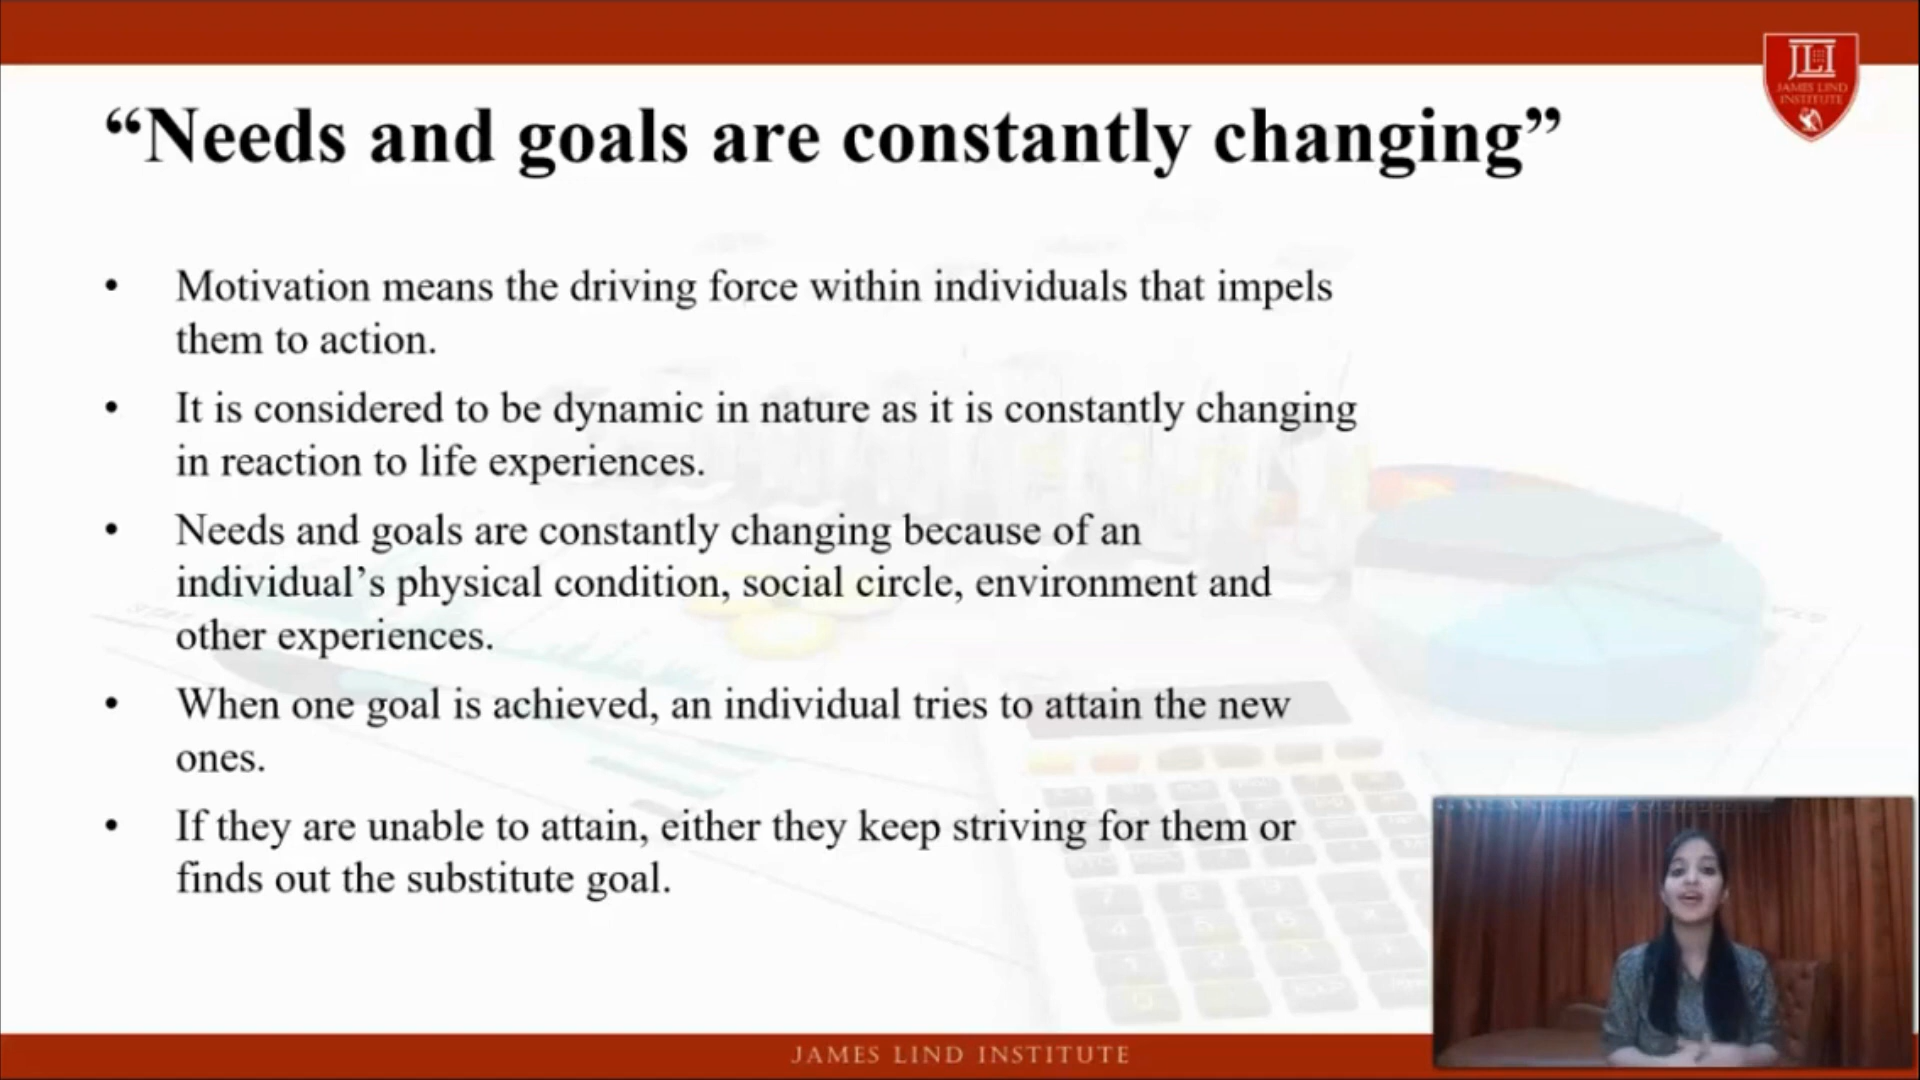 JLI
JAMES LIND
INSTITUTE
“Needs and goals are constantly changing”
• Motivation means the driving force within individuals that impels
them to action.
• It is considered to be dynamic in nature as it is constantly changing
in reaction to life experiences.
• Needs and goals are constantly changing because of an
individual’s physical condition, social circle, environment and
other experiences.
• When one goal is achieved, an individual tries to attain the new
ones.
• If they are unable to attain, either they keep striving for them or
finds out the substitute goal.
JAMES LIND INSTITUTE